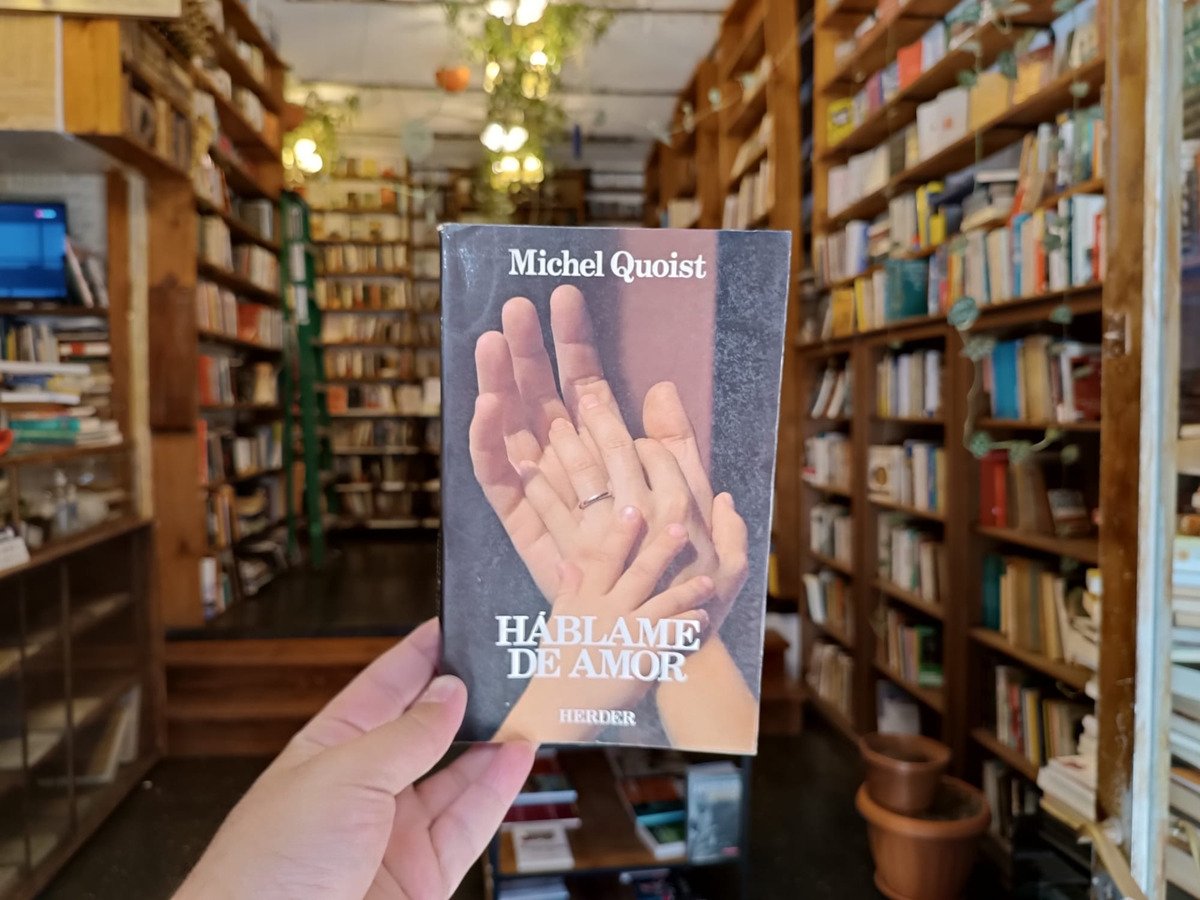 Michel Quoist
HÁBLAME
DE AMOR
HERDER